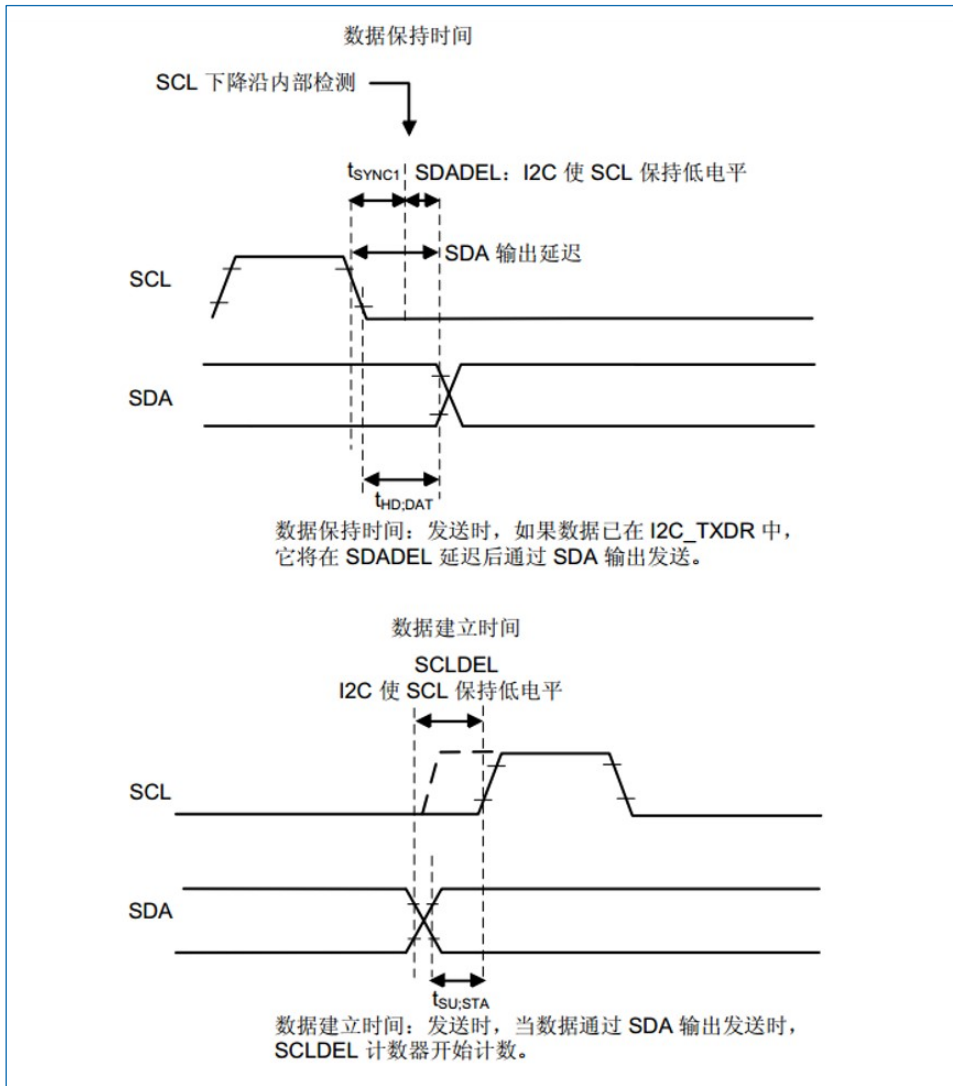 数据保持时间
SCL 下降沿内部检测
tSYNC1 SDADEL：I2C 使 SCL 保持低电平
SDA 输出延迟
SCL
SDA
tHD;DAT
数据保持时间：发送时，如果数据已在 I2C_TXDR 中，
它将在 SDADEL 延迟后通过 SDA 输出发送。
数据建立时间
SCLDEL
I2C 使 SCL 保持低电平
SCL
SDA
tSU;STA
数据建立时间：发送时，当数据通过 SDA 输出发送时，
SCLDEL 计数器开始计数。